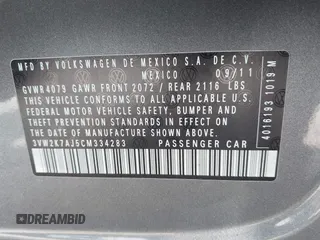 MFD BY VOLKSWAGEN DE MEXICO S.A. DE C.V.
MEXICO 09/11
GVWR 4079 GAWR FRONT 2072 / REAR 2116 LBS
THIS VEHICLE CONFORMS TO ALL APPLICABLE
FEDERAL MOTOR VEHICLE SAFETY, BUMPER AND
THEFT PREVENTION STANDARDS IN EFFECT
ON THE DATE OF MANUFACTURE SHOWN ABOVE
3VW2K7AJ5CM334283 PASSENGER CAR
4016193 1019 M
DREAMBID